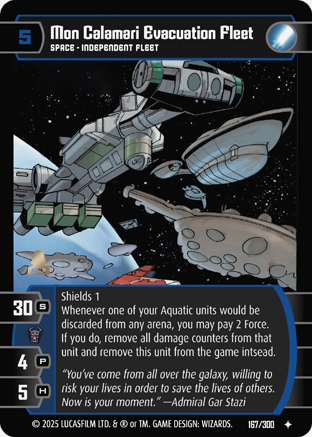 5
Mon Calamari Evacuation Fleet
SPACE • INDEPENDENT FLEET
30 S
4 P
5 H
Shields 1
Whenever one of your Aquatic units would be
discarded from any arena, you may pay 2 Force.
If you do, remove all damage counters from that
unit and remove this unit from the game intsead.
“You’ve come from all over the galaxy, willing to
risk your lives in order to save the lives of others.
Now is your moment.” —Admiral Gar Stazi
© 2025 LUCASFILM LTD. & ® or TM. GAME DESIGN: WIZARDS.
167/300